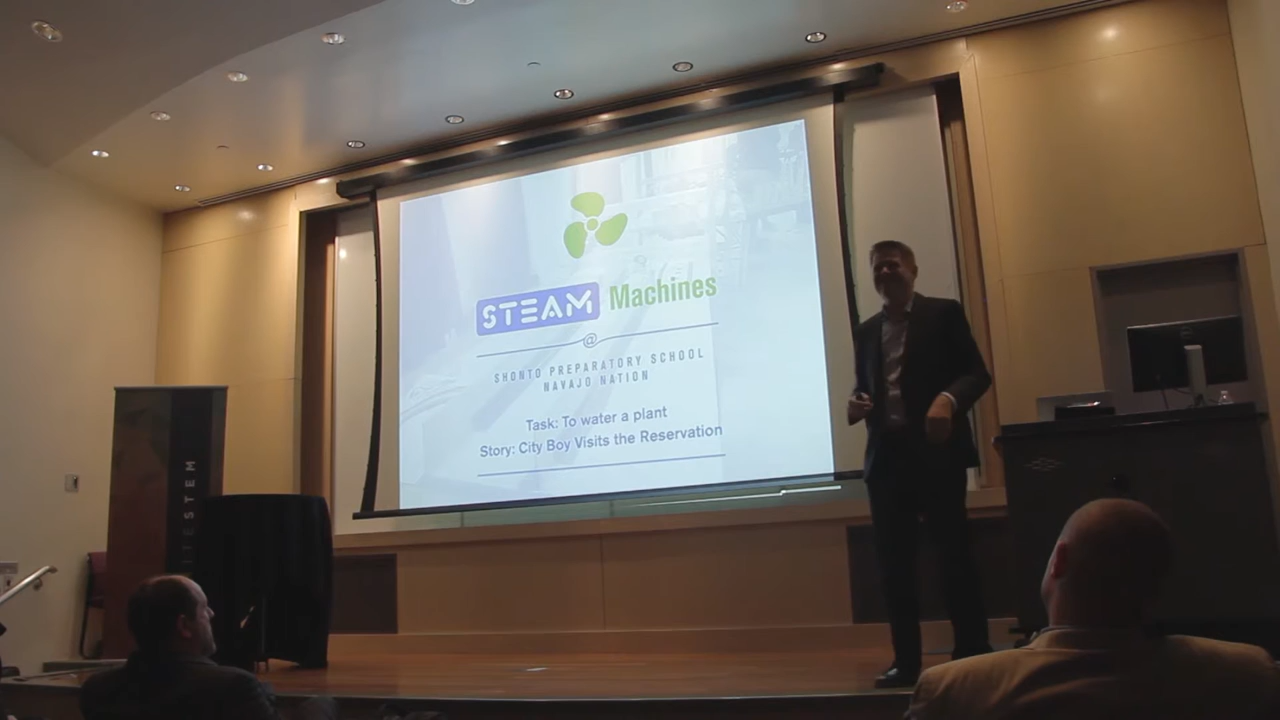 STEAM Machines
@
SHONTO PREPARATORY SCHOOL
NAVAJO NATION
Task: To water a plant
Story: City Boy Visits the Reservation